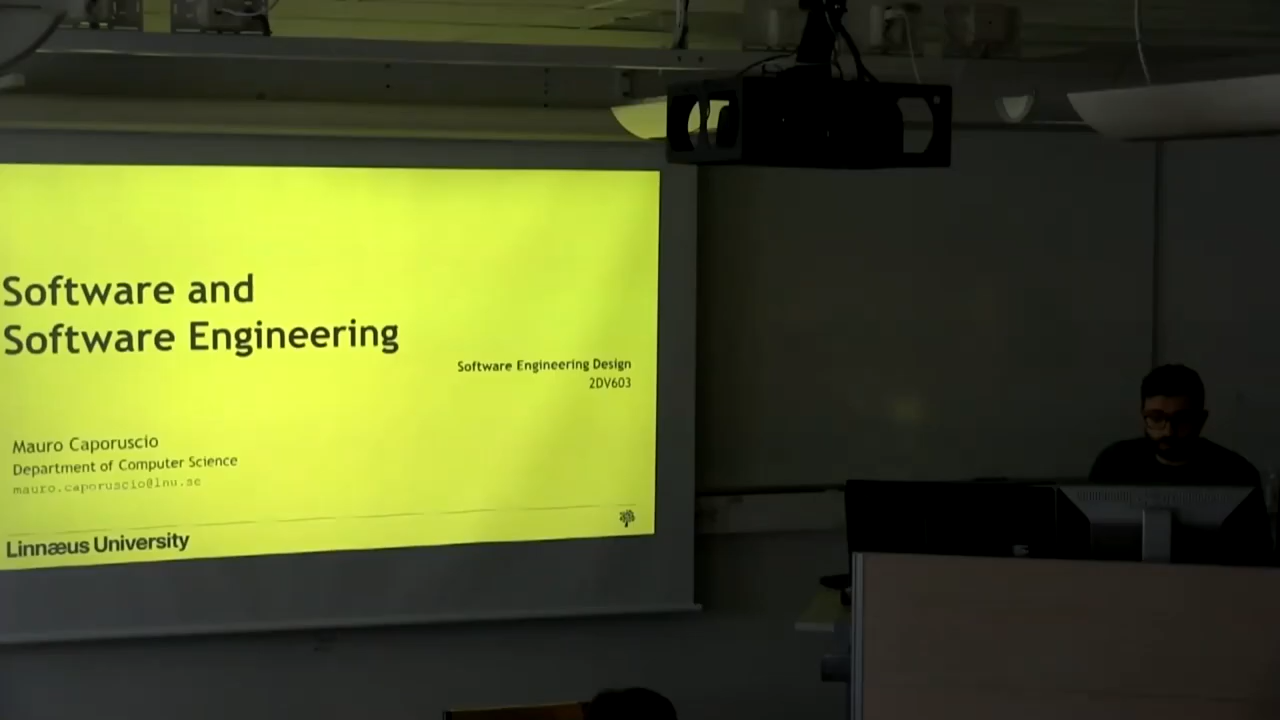 Software and
Software Engineering
Software Engineering Design
2DV603
Mauro Caporuscio
Department of Computer Science
mauro.caporuscio@lnu.se
Linnæus University